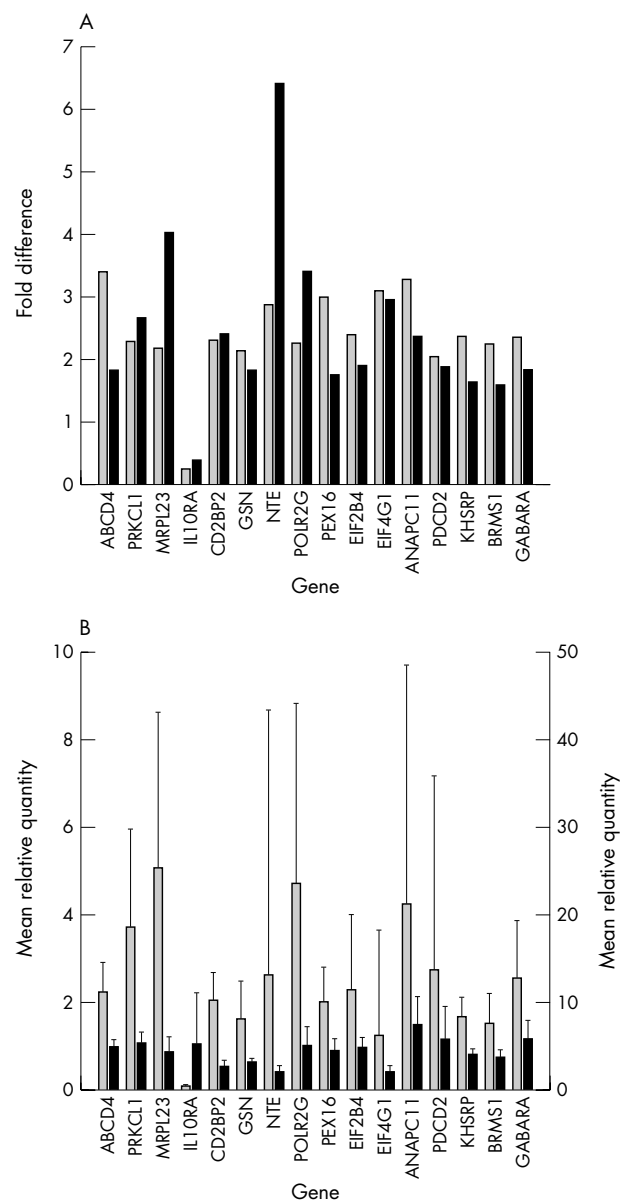 A
7
6
5
4
3
2
1
0
Fold difference
ABCD4
PRKCL1
MRPL23
IL10RA
CD2BP2
GSN
NTE
POLR2G
PEX16
EIF2B4
EIF4G1
ANAPC11
PDCD2
KHSRP
BRMS1
GABARA
Gene
B
10
8
6
4
2
0
Mean relative quantity
50
40
30
20
10
0
Mean relative quantity
ABCD4
PRKCL1
MRPL23
IL10RA
CD2BP2
GSN
NTE
POLR2G
PEX16
EIF2B4
EIF4G1
ANAPC11
PDCD2
KHSRP
BRMS1
GABARA
Gene